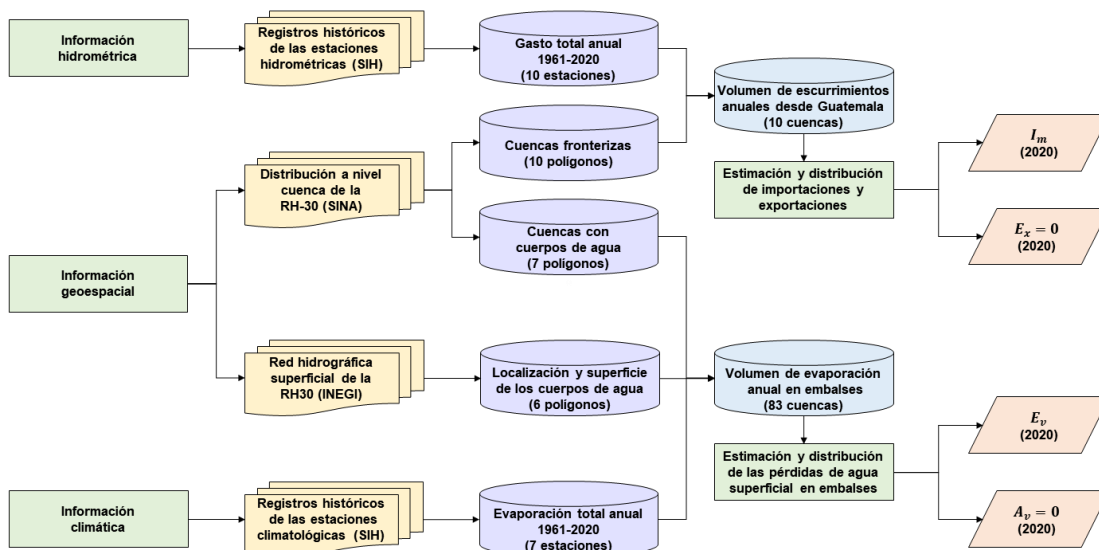 Información
hidrométrica
Registros históricos
de las estaciones
hidrométricas (SIH)
Gasto total anual
1961-2020
(10 estaciones)
Volumen de escurrimientos
anuales desde Guatemala
(10 cuencas)
Cuencas fronterizas
(10 polígonos)
Estimación y distribución
de importaciones y
exportaciones
I_m
(2020)
E_x = 0
(2020)
Información
geoespacial
Distribución a nivel
cuenca de la
RH-30 (SINA)
Cuencas con
cuerpos de agua
(7 poligonos)
Red hidrográfica
superficial de la
RH30 (INEGI)
Localización y superficie
de los cuerpos de agua
(6 poligonos)
Volumen de evaporación
anual en embalses
(83 cuencas)
Estimación y distribución
de las pérdidas de agua
superficial en embalses
E_v
(2020)
A_v = 0
(2020)
Información
climática
Registros históricos
de las estaciones
climatológicas (SIH)
Evaporación total anual
1961-2020
(7 estaciones)